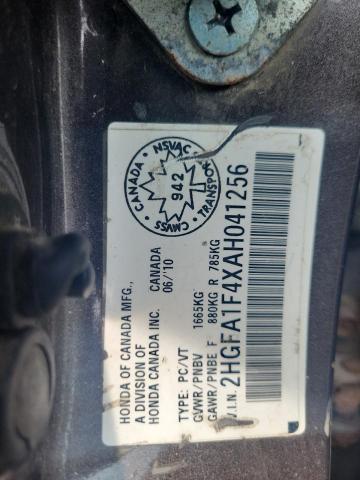 HONDA OF CANADA MFG.,
A DIVISION OF
HONDA CANADA INC. CANADA
06/'10
TYPE: PC/VT
GVWR/PNBV 1665KG
GAWR/PNBE F 880KG R 785KG
V.I.N. 2HGFA1F4XAH041256
CANADA NSVAC
942
CMVSS TRANSPORT